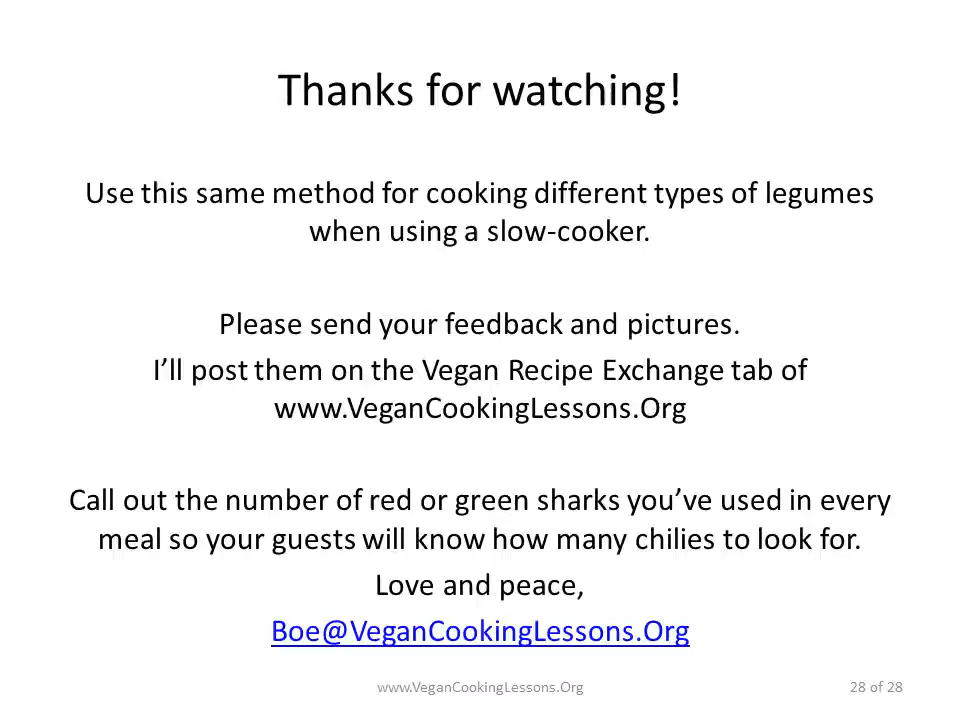 Thanks for watching!
Use this same method for cooking different types of legumes
when using a slow-cooker.
Please send your feedback and pictures.
I’ll post them on the Vegan Recipe Exchange tab of
www.VeganCookingLessons.Org
Call out the number of red or green sharks you’ve used in every
meal so your guests will know how many chilies to look for.
Love and peace,
Boe@VeganCookingLessons.Org
www.VeganCookingLessons.Org
28 of 28